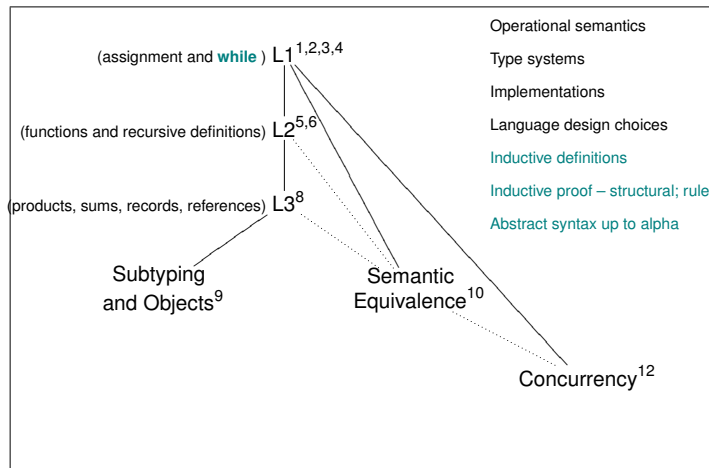 (assignment and while ) L1 1,2,3,4
(functions and recursive definitions) L2 5,6
(products, sums, records, references) L3 8
Subtyping
and Objects 9
Semantic
Equivalence 10
Concurrency 12
Operational semantics
Type systems
Implementations
Language design choices
Inductive definitions
Inductive proof – structural; rule
Abstract syntax up to alpha